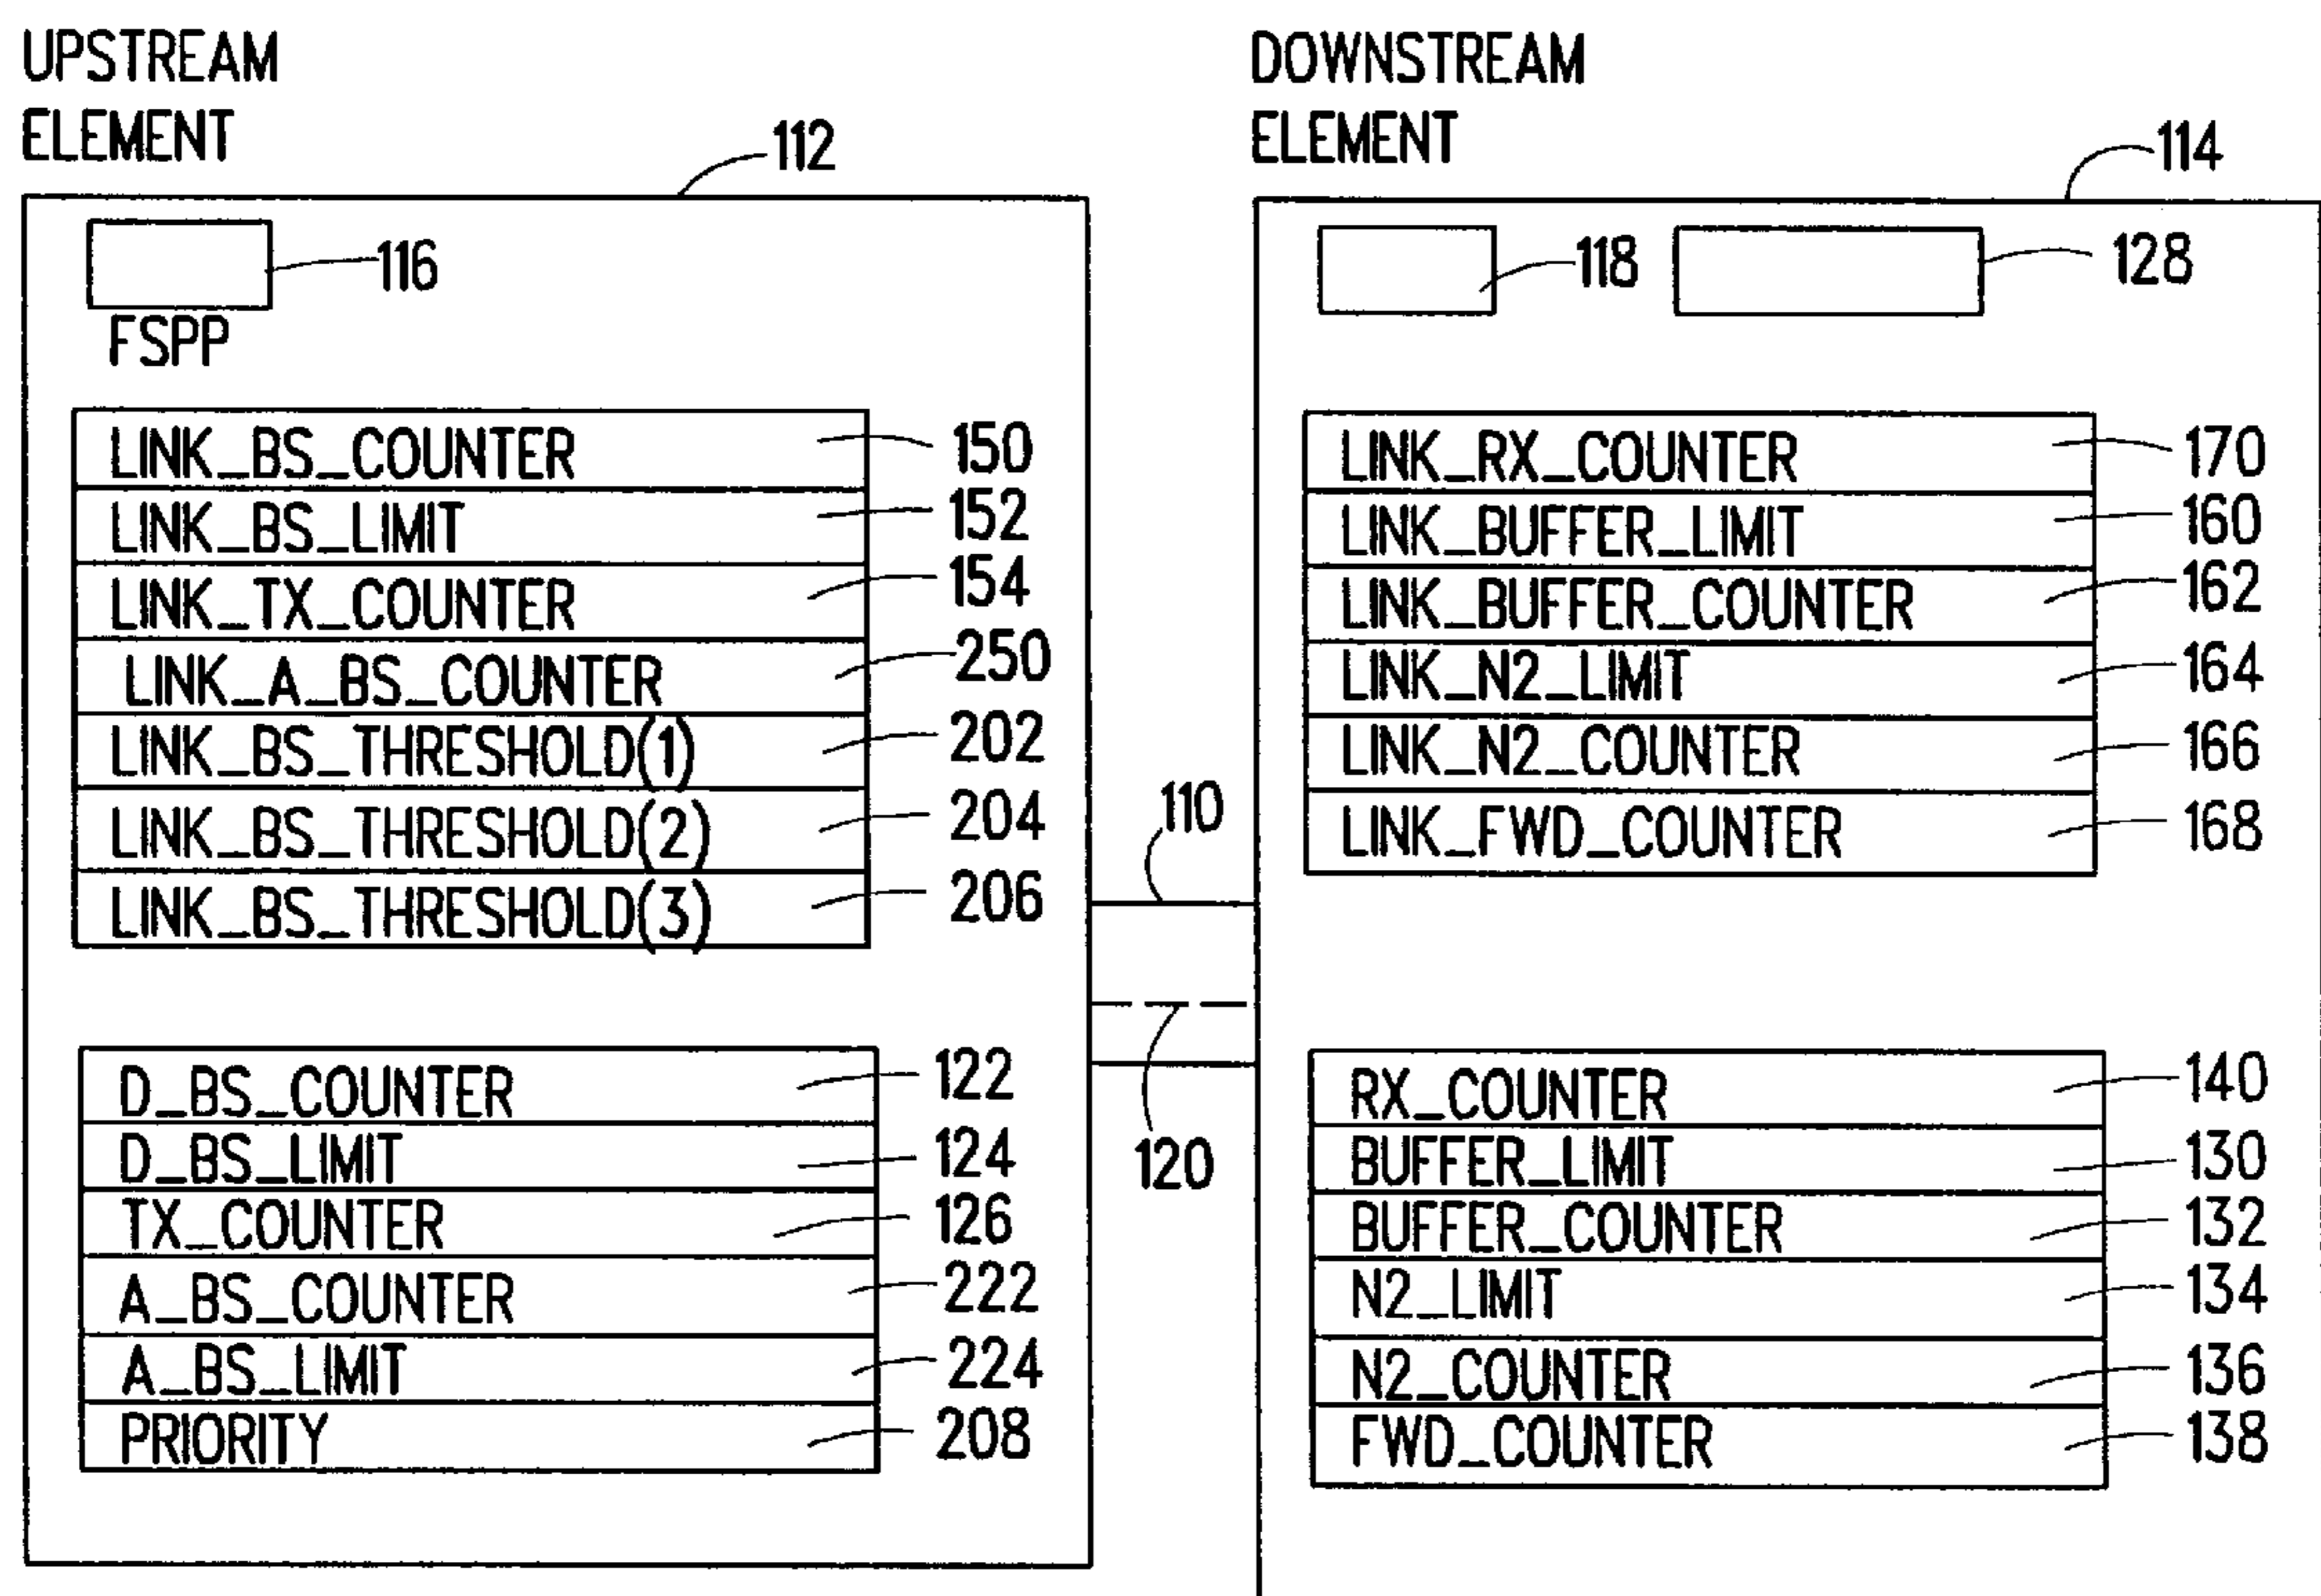 UPSTREAM
ELEMENT
112
116
FSPP
LINK_BS_COUNTER 150
LINK_BS_LIMIT 152
LINK_TX_COUNTER 154
LINK_A_BS_COUNTER 250
LINK_BS_THRESHOLD(1) 202
LINK_BS_THRESHOLD(2) 204
LINK_BS_THRESHOLD(3) 206
D_BS_COUNTER 122
D_BS_LIMIT 124
TX_COUNTER 126
A_BS_COUNTER 222
A_BS_LIMIT 224
PRIORITY 208
110
120
DOWNSTREAM
ELEMENT
114
118
128
LINK_RX_COUNTER 170
LINK_BUFFER_LIMIT 160
LINK_BUFFER_COUNTER 162
LINK_N2_LIMIT 164
LINK_N2_COUNTER 166
LINK_FWD_COUNTER 168
RX_COUNTER 140
BUFFER_LIMIT 130
BUFFER_COUNTER 132
N2_LIMIT 134
N2_COUNTER 136
FWD_COUNTER 138